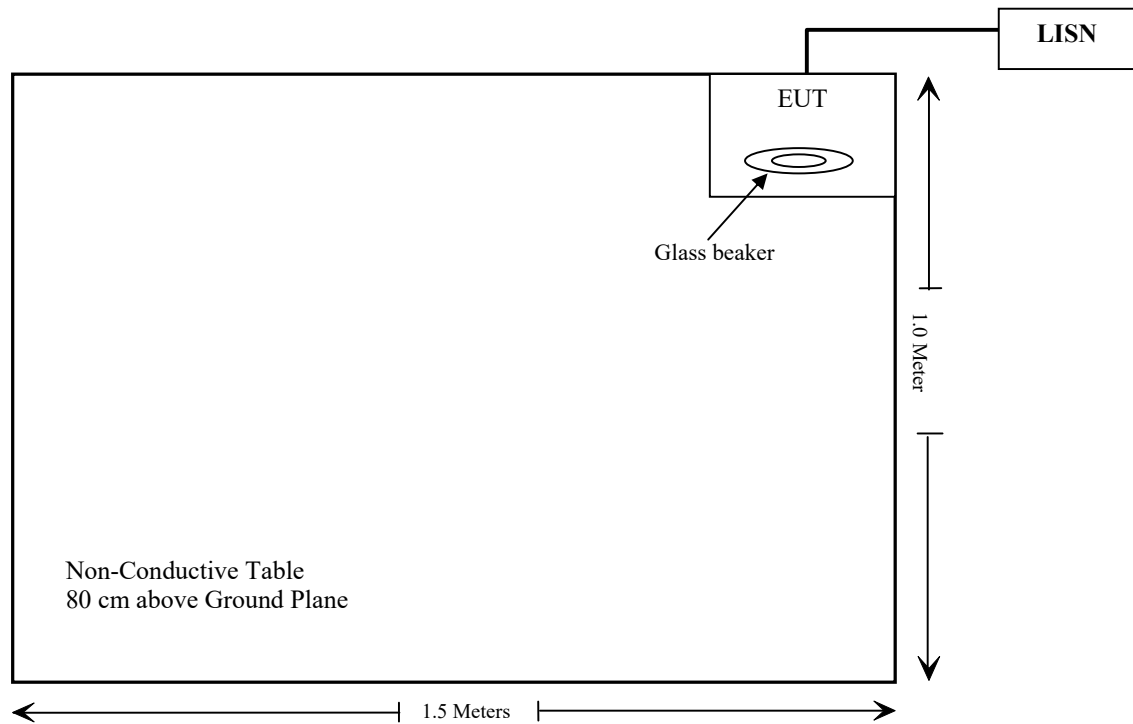 LISN
EUT
Glass beaker
1.0 Meter
Non-Conductive Table
80 cm above Ground Plane
1.5 Meters